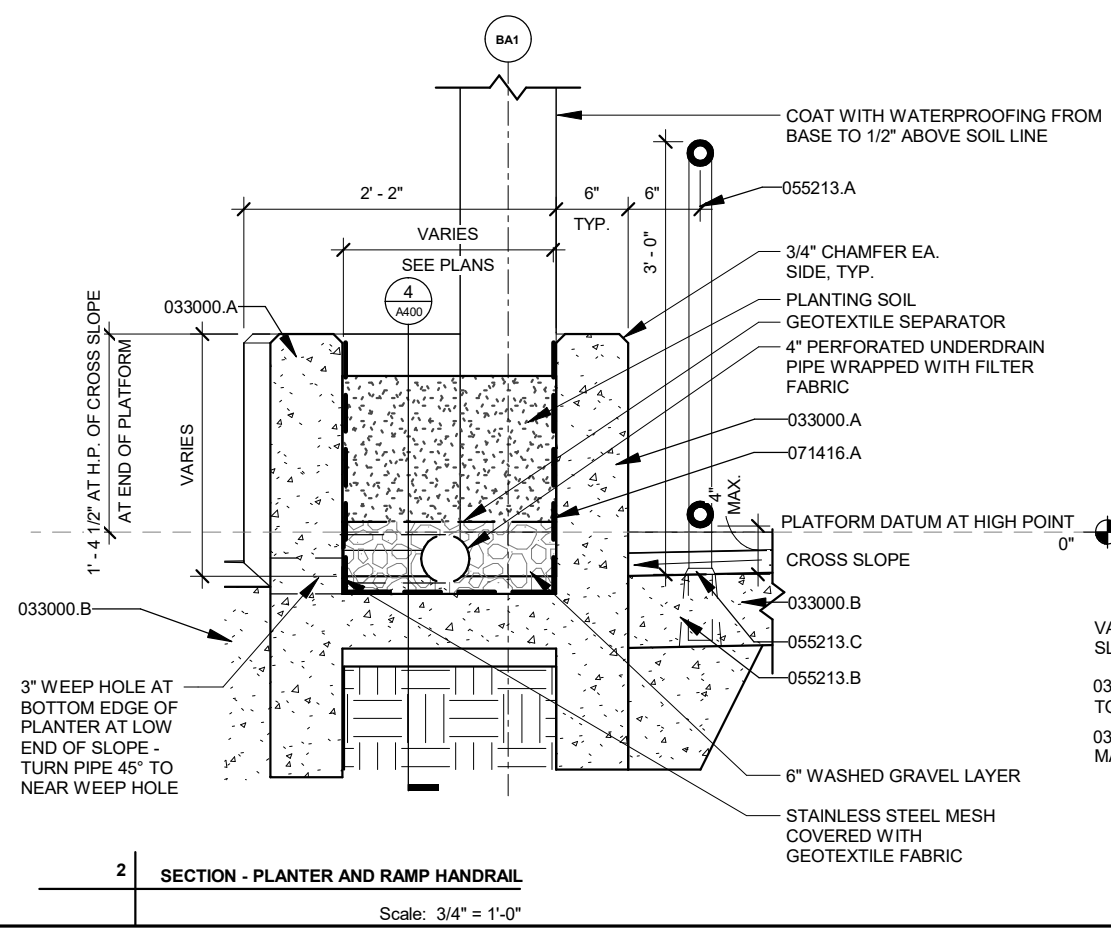 BA1
COAT WITH WATERPROOFING FROM
BASE TO 1/2" ABOVE SOIL LINE
2' - 2"
6"
TYP.
6"
055213.A
VARIES
SEE PLANS
3' - 0"
3/4" CHAMFER EA.
SIDE, TYP.
4
A400
033000.A
PLANTING SOIL
GEOTEXTILE SEPARATOR
4" PERFORATED UNDERDRAIN
PIPE WRAPPED WITH FILTER
FABRIC
1' - 4 1/2" AT H.P. OF CROSS SLOPE
AT END OF PLATFORM
VARIES
033000.A
071416.A
4"
MAX.
PLATFORM DATUM AT HIGH POINT
0"
CROSS SLOPE
033000.B
033000.B
055213.C
055213.B
3" WEEP HOLE AT
BOTTOM EDGE OF
PLANTER AT LOW
END OF SLOPE -
TURN PIPE 45° TO
NEAR WEEP HOLE
6" WASHED GRAVEL LAYER
STAINLESS STEEL MESH
COVERED WITH
GEOTEXTILE FABRIC
VA
SL
03
TO
03
MA
2
SECTION - PLANTER AND RAMP HANDRAIL
Scale: 3/4" = 1'-0"